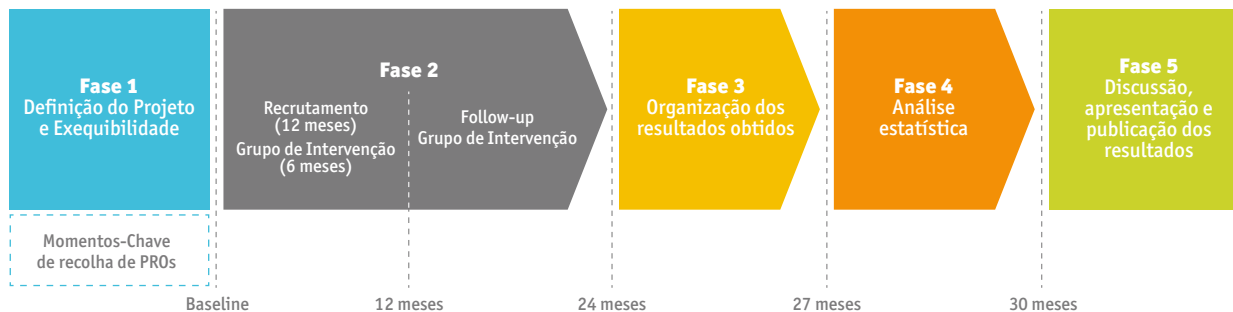 Fase 1
Definição do Projeto
e Exequibilidade
Fase 2
Recrutamento
(12 meses)
Grupo de Intervenção
(6 meses)
Follow-up
Grupo de Intervenção
Fase 3
Organização dos
resultados obtidos
Fase 4
Análise
estatística
Fase 5
Discussão,
apresentação e
publicação dos
resultados
Momentos-Chave
de recolha de PROs
Baseline
12 meses
24 meses
27 meses
30 meses